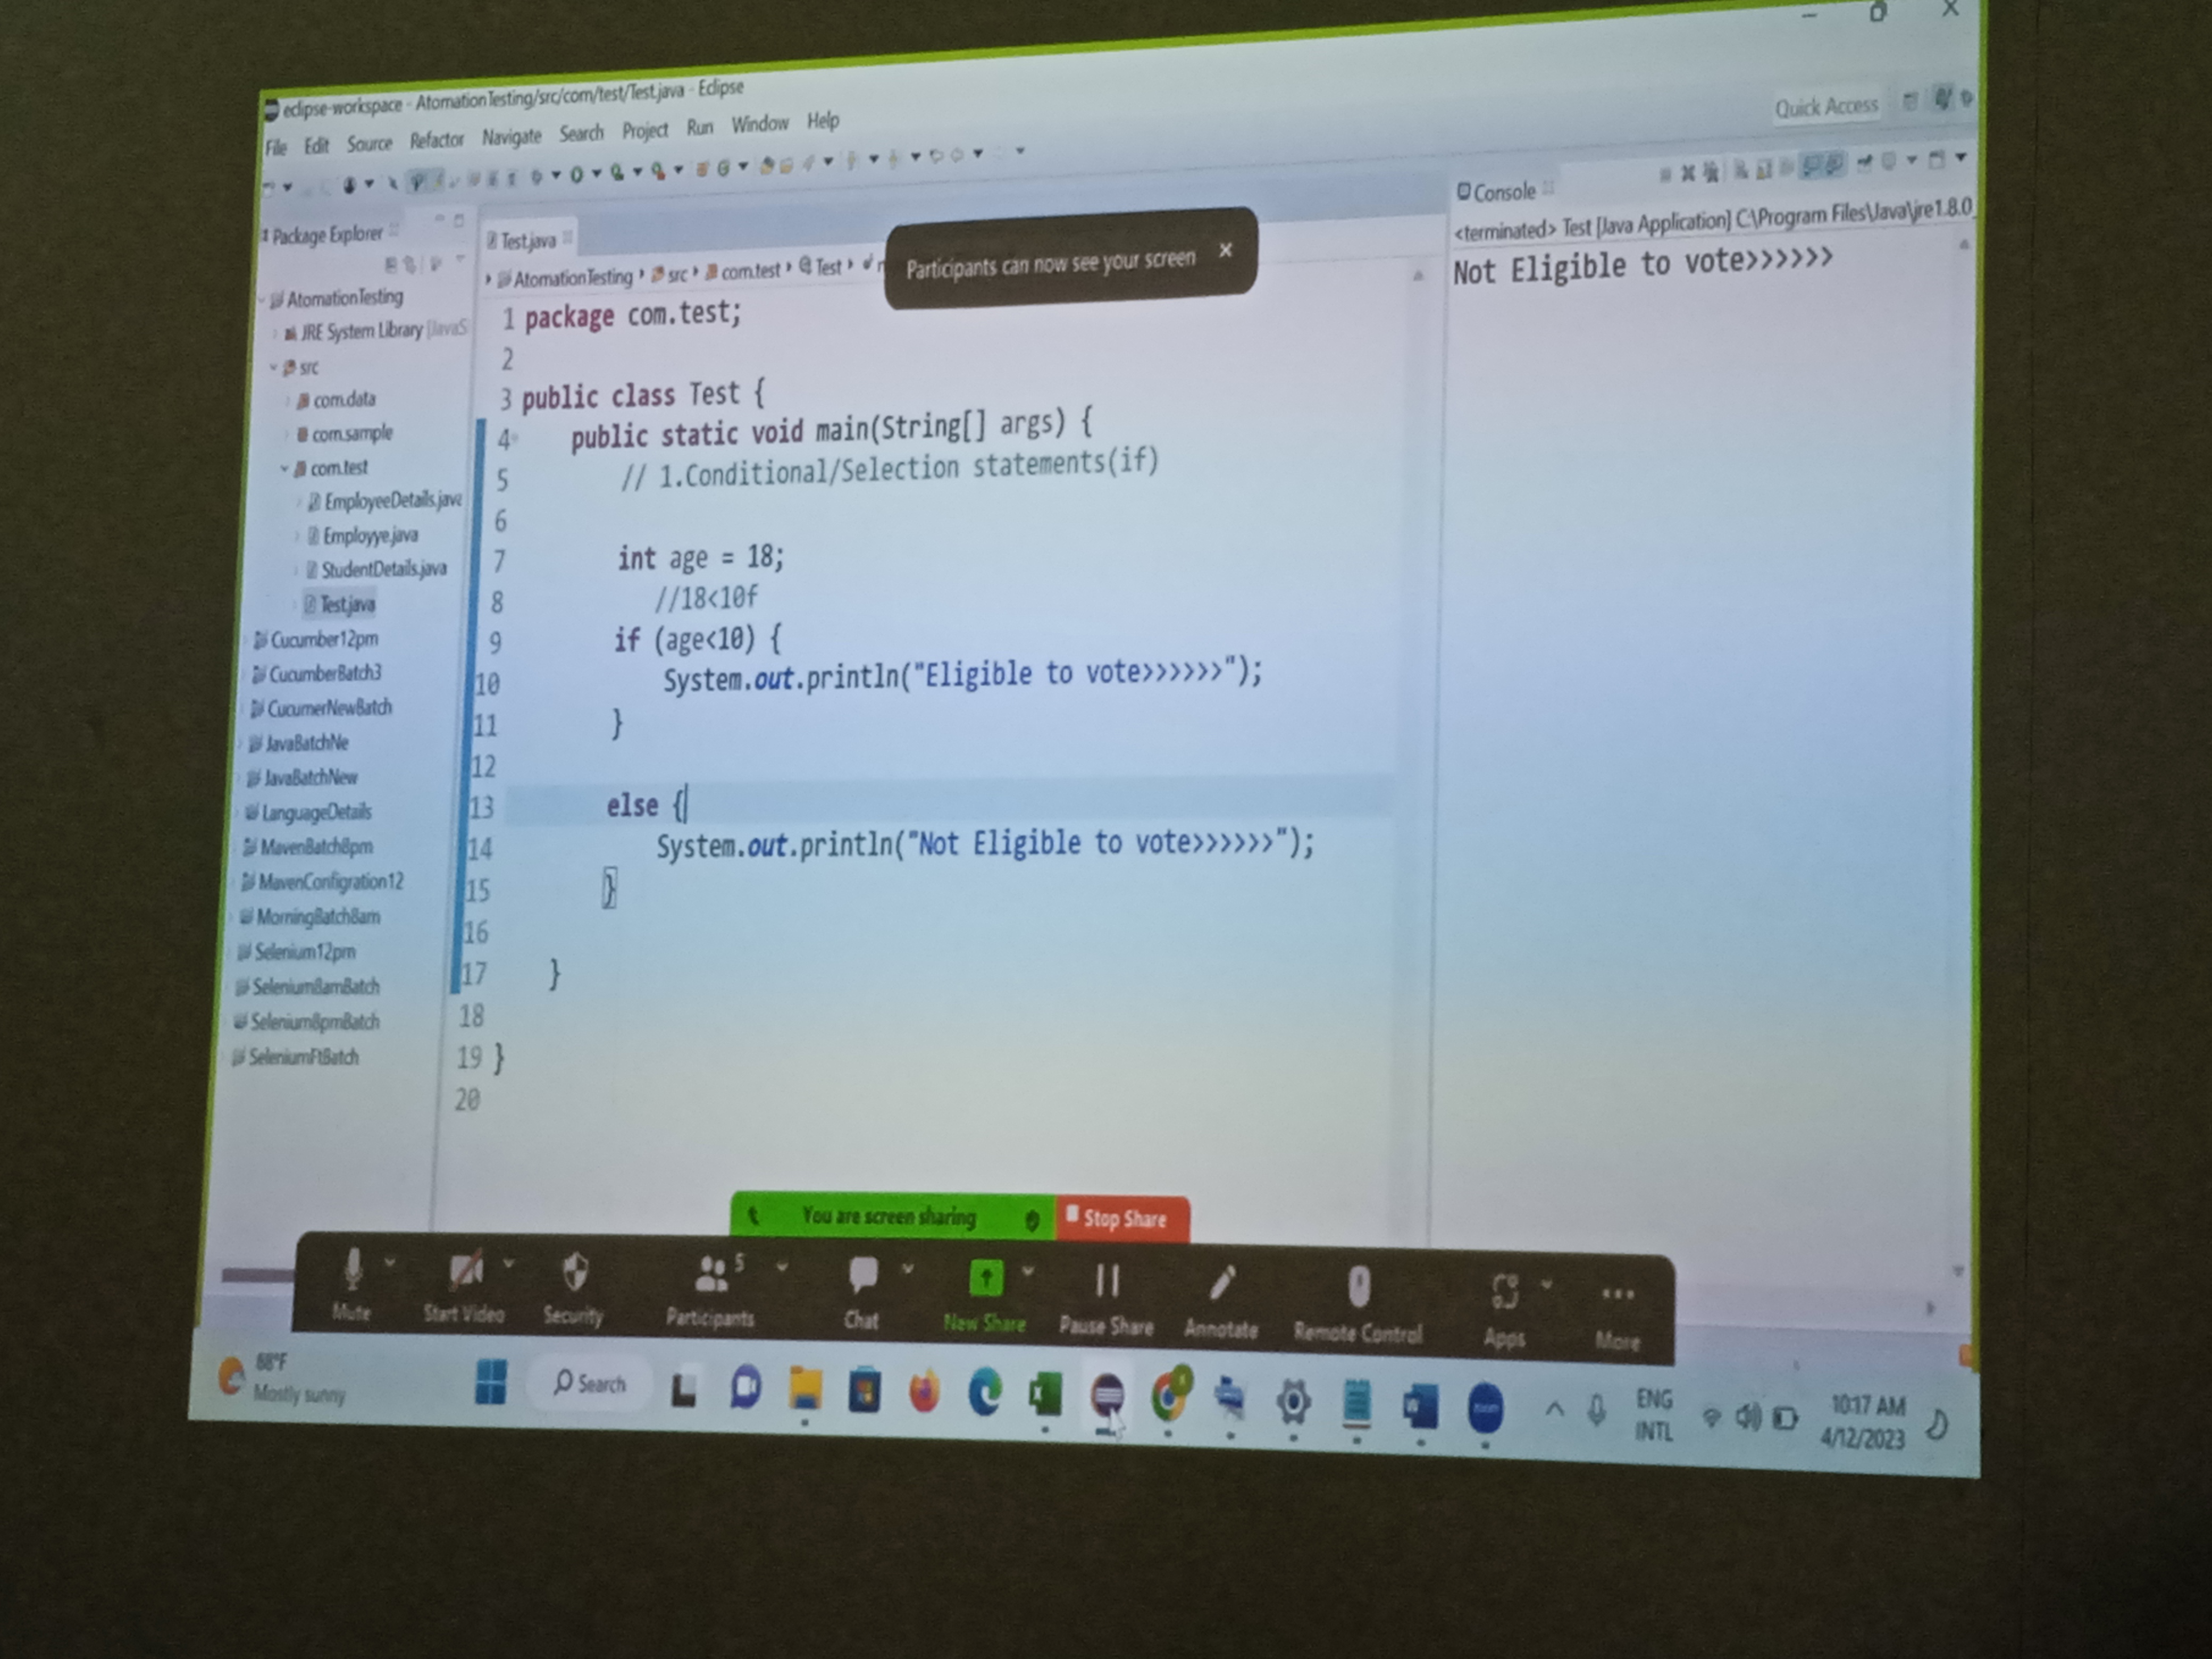 eclipse-workspace - AtomationTesting/src/com/test/Test.java - Eclipse
File Edit Source Refactor Navigate Search Project Run Window Help
Quick Access
Package Explorer
AtomationTesting
JRE System Library [JavaS
src
com.data
com.sample
com.test
EmployeeDetails.java
Employye.java
StudentDetails.java
Test.java
Cucumber12pm
CucumberBatch3
CucumerNewBatch
JavaBatchNe
JavaBatchNew
LanguageDetails
MavenBatch8pm
MavenConfigration12
MorningBatch8am
Selenium12pm
Selenium8amBatch
Selenium8pmBatch
SeleniumFtBatch
Test.java
AtomationTesting src com.test Test
Participants can now see your screen
1 package com.test;
2
3 public class Test {
4 public static void main(String[] args) {
5 // 1.Conditional/Selection statements(if)
6
7 int age = 18;
8 //18<10f
9 if (age<10) {
10 System.out.println("Eligible to vote>>>>>>");
11 }
12
13 else {
14 System.out.println("Not Eligible to vote>>>>>>");
15 }
16
17 }
18
19 }
20
Console
<terminated> Test [Java Application] C:\Program Files\Java\jre1.8.0_
Not Eligible to vote>>>>>>
You are screen sharing
Stop Share
5
Mute Start Video Security Participants Chat New Share Pause Share Annotate Remote Control Apps More
88°F
Mostly sunny
Search
zoom
ENG
INTL
10:17 AM
4/12/2023